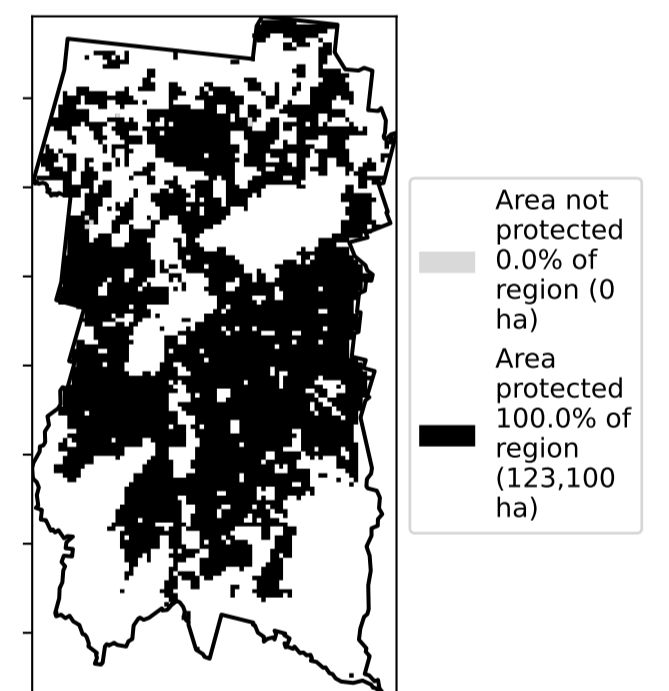 Area not
protected
0.0% of
region (0
ha)
Area
protected
100.0% of
region
(123,100
ha)